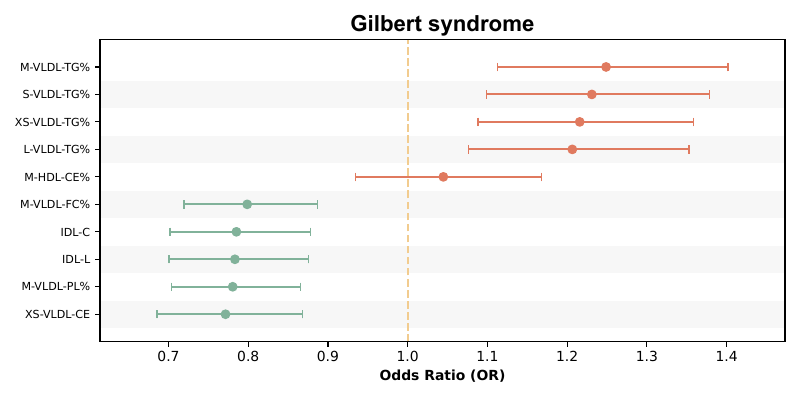 Gilbert syndrome
M-VLDL-TG%
S-VLDL-TG%
XS-VLDL-TG%
L-VLDL-TG%
M-HDL-CE%
M-VLDL-FC%
IDL-C
IDL-L
M-VLDL-PL%
XS-VLDL-CE
0.7 0.8 0.9 1.0 1.1 1.2 1.3 1.4
Odds Ratio (OR)